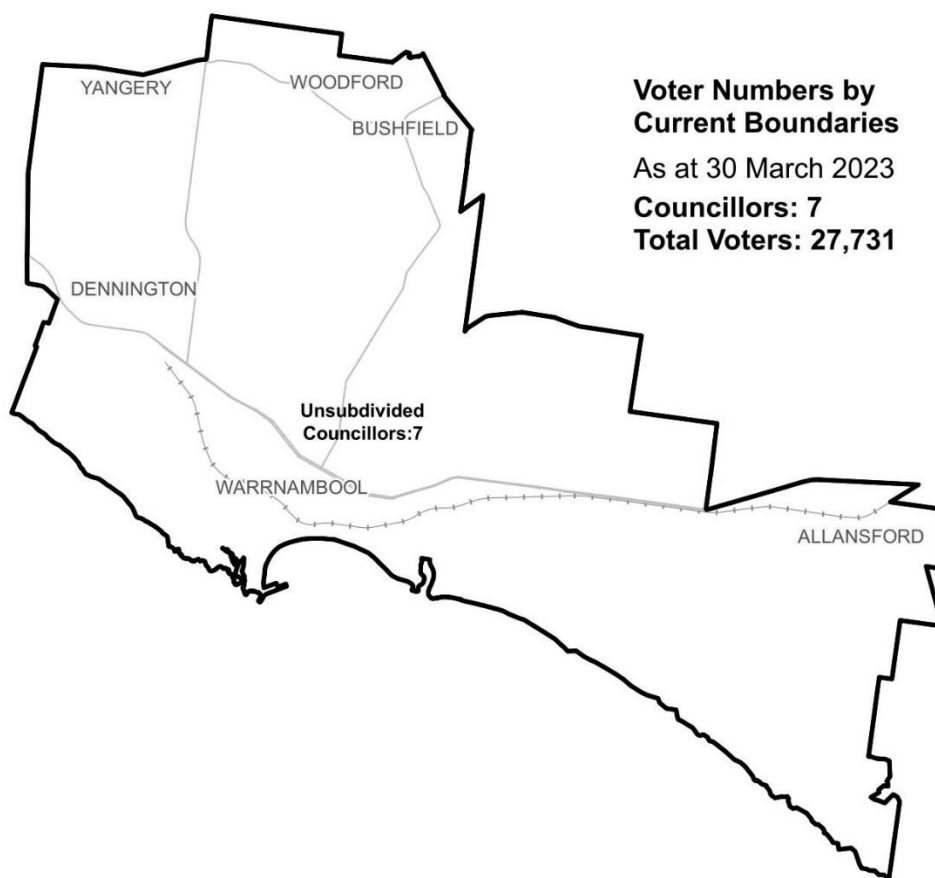 YANGERY
WOODFORD
BUSHFIELD
Voter Numbers by
Current Boundaries
As at 30 March 2023
Councillors: 7
Total Voters: 27,731
DENNINGTON
Unsubdivided
Councillors:7
WARRNAMBOOL
ALLANSFORD